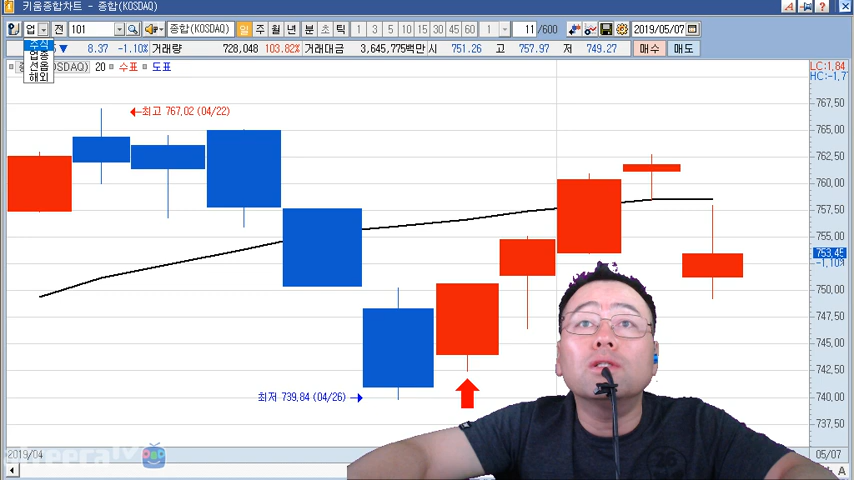 키움종합차트 - 종합(KOSDAQ)
업 전 101 종합(KOSDAQ) 일 주 월 년 분 초 틱 1 3 5 10 15 30 45 60 1 11 /600 2019/05/07
▼ 8.37 -1.10% 거래량 728,048 103.82% 거래대금 3,645,775백만 시 751.26 고 757.97 저 749.27 매수 매도
주식
업종
선옵
해외
OSDAQ) 20 수표 도표
LC:1,84
HC:-1,7
최고 767,02 (04/22)
767,50
765,00
762,50
760,00
757,50
755,00
753,45
-1,10%
750,00
747,50
745,00
742,50
740,00
737,50
최저 739,84 (04/26)
2019/04
05/07
A